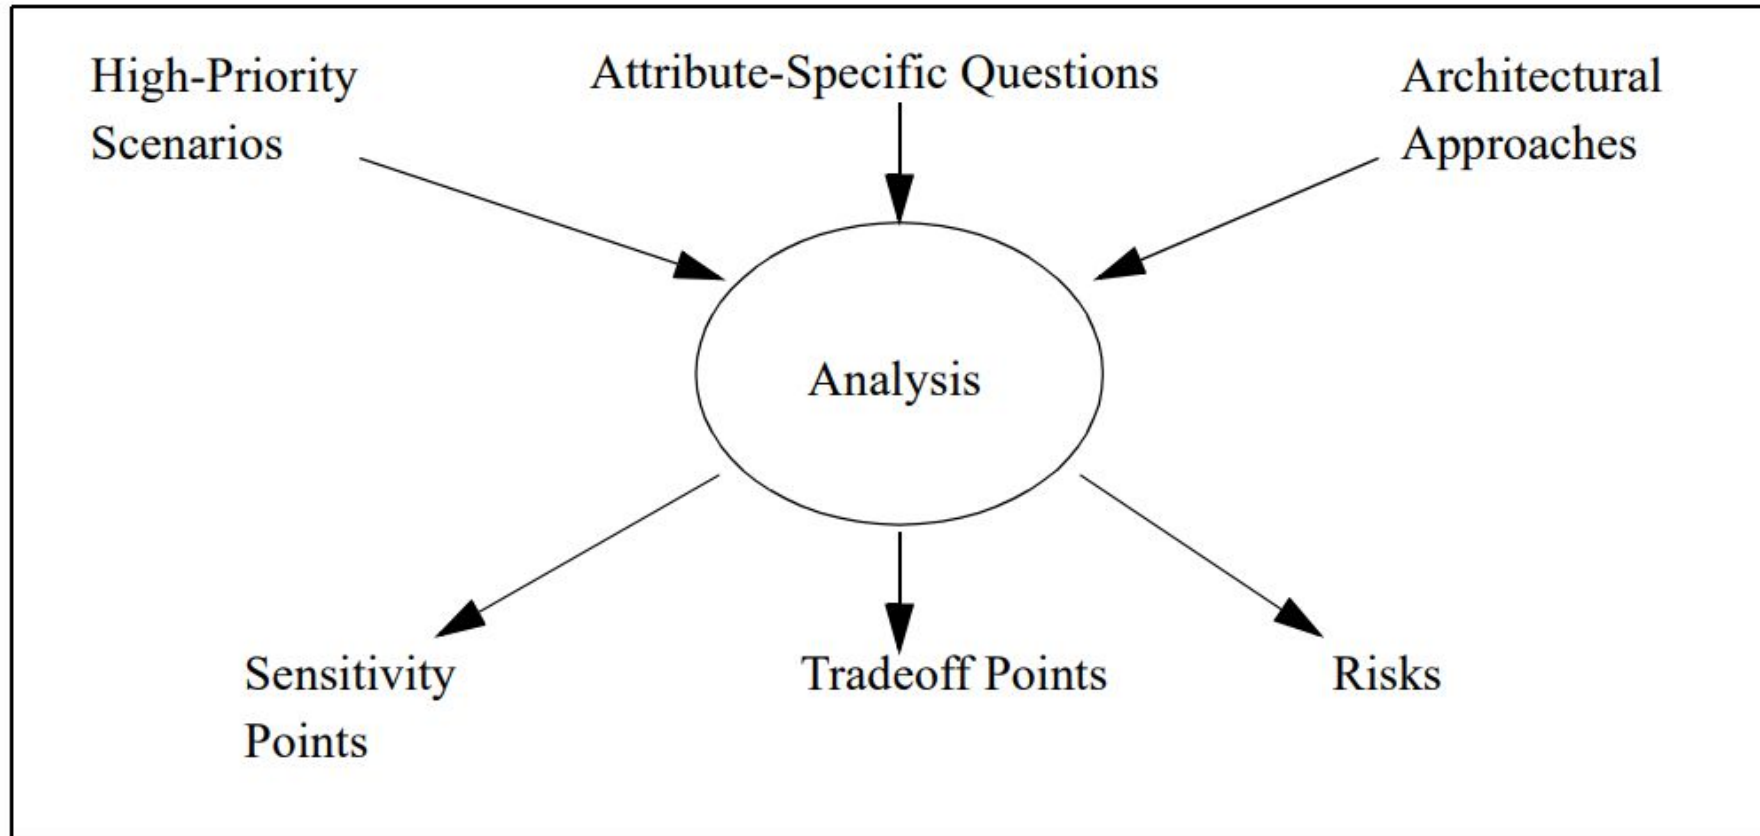 High-Priority
Scenarios
Attribute-Specific Questions
Architectural
Approaches
Analysis
Sensitivity
Points
Tradeoff Points
Risks